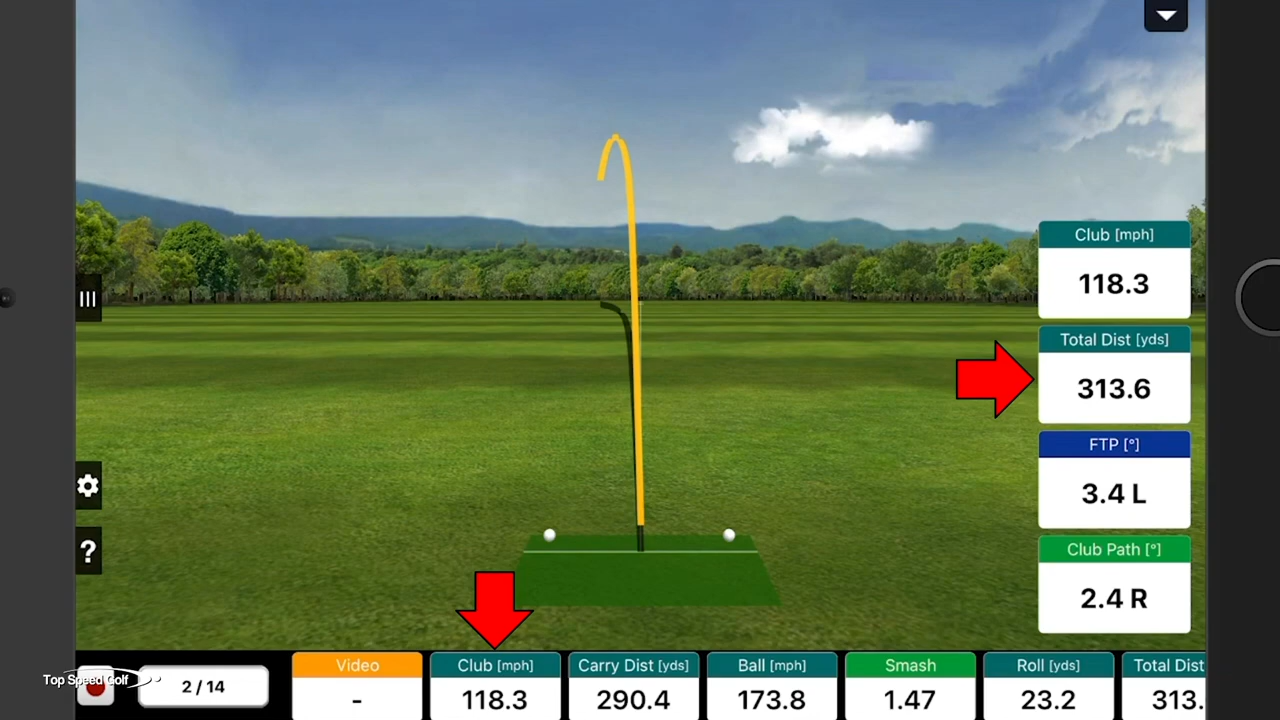 Club [mph]
118.3
Total Dist [yds]
313.6
FTP [°]
3.4 L
Club Path [°]
2.4 R
?
Top Speed Golf
2 / 14
Video
-
Club [mph]
118.3
Carry Dist [yds]
290.4
Ball [mph]
173.8
Smash
1.47
Roll [yds]
23.2
Total Dist
313.